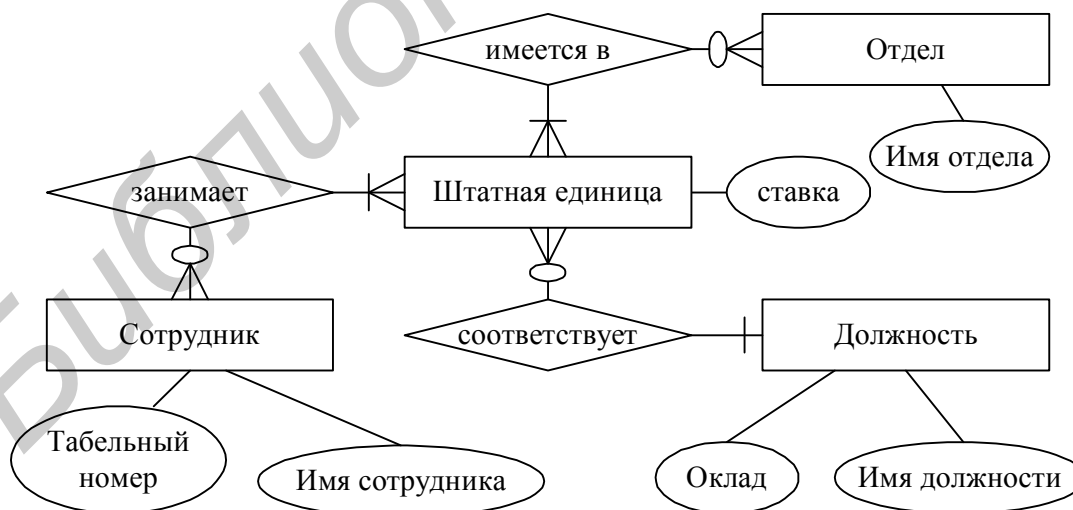 имеется в
Отдел
Имя отдела
занимает
Штатная единица
ставка
Сотрудник
соответствует
Должность
Табельный
номер
Имя сотрудника
Оклад
Имя должности